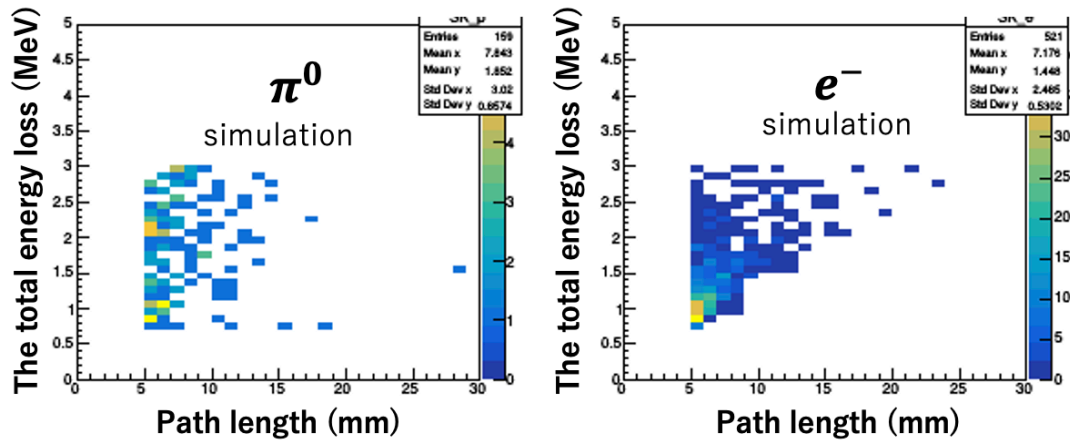 The total energy loss (MeV)
5
4.5
4
3.5
3
2.5
2
1.5
1
0.5
0
0
5
10
15
20
25
30
Path length (mm)
π⁰
simulation
Entries 159
Mean x 7.843
Mean y 1.852
Std Dev x 3.02
Std Dev y 0.6574
4
3
2
1
0
The total energy loss (MeV)
5
4.5
4
3.5
3
2.5
2
1.5
1
0.5
0
0
5
10
15
20
25
30
Path length (mm)
e⁻
simulation
Entries 521
Mean x 7.176
Mean y 1.448
Std Dev x 2.465
Std Dev y 0.5302
30
25
20
15
10
5
0